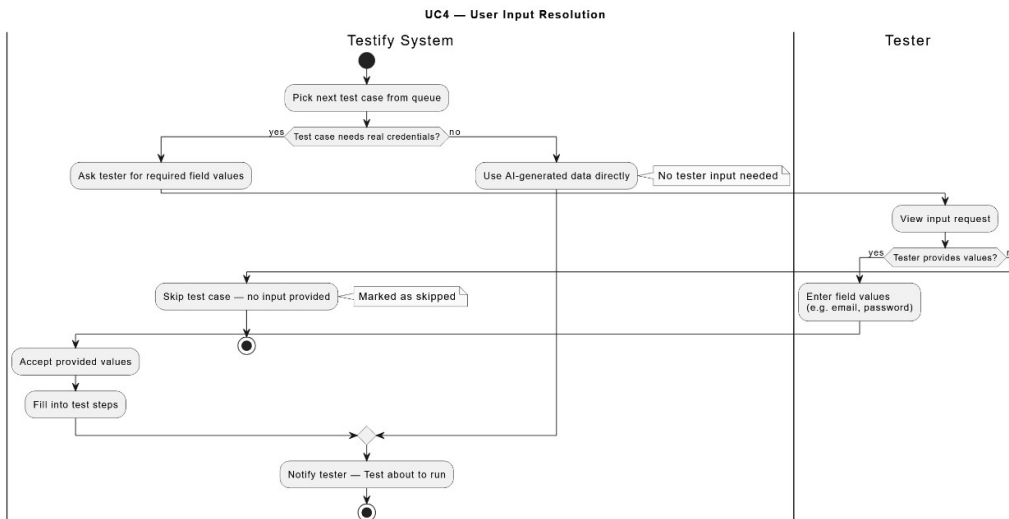 UC4 — User Input Resolution
Testify System
Tester
Pick next test case from queue
Test case needs real credentials?
yes
no
Ask tester for required field values
Use AI-generated data directly
No tester input needed
View input request
Tester provides values?
yes
Skip test case — no input provided
Marked as skipped
Enter field values
(e.g. email, password)
Accept provided values
Fill into test steps
Notify tester — Test about to run